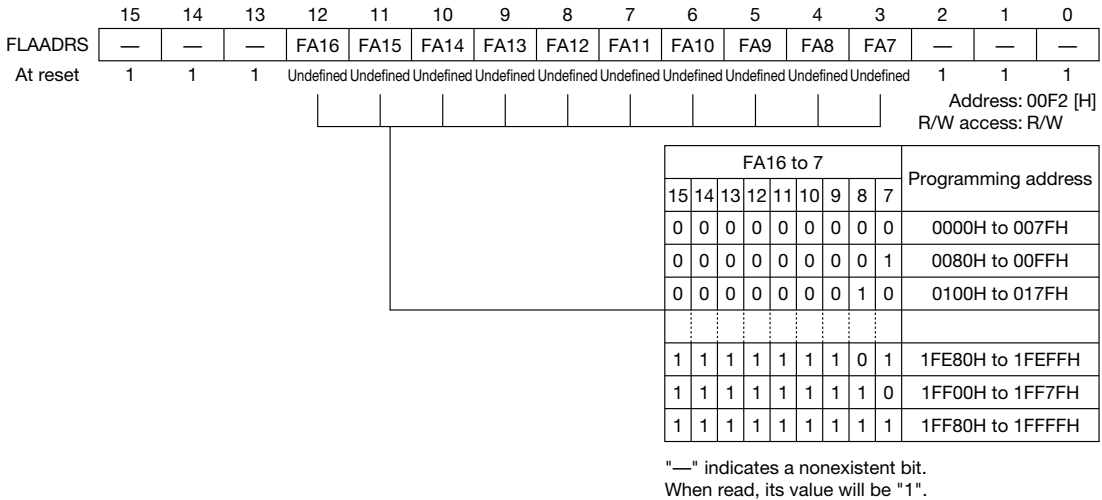 15 14 13 12 11 10 9 8 7 6 5 4 3 2 1 0
FLAADRS — — — FA16 FA15 FA14 FA13 FA12 FA11 FA10 FA9 FA8 FA7 — — —
At reset 1 1 1 Undefined Undefined Undefined Undefined Undefined Undefined Undefined Undefined Undefined Undefined 1 1 1
Address: 00F2 [H]
R/W access: R/W
FA16 to 7 Programming address
15 14 13 12 11 10 9 8 7
0 0 0 0 0 0 0 0 0 0000H to 007FH
0 0 0 0 0 0 0 0 1 0080H to 00FFH
0 0 0 0 0 0 0 1 0 0100H to 017FH
1 1 1 1 1 1 1 0 1 1FE80H to 1FEFFH
1 1 1 1 1 1 1 1 0 1FF00H to 1FF7FH
1 1 1 1 1 1 1 1 1 1FF80H to 1FFFFH
"—" indicates a nonexistent bit.
When read, its value will be "1".